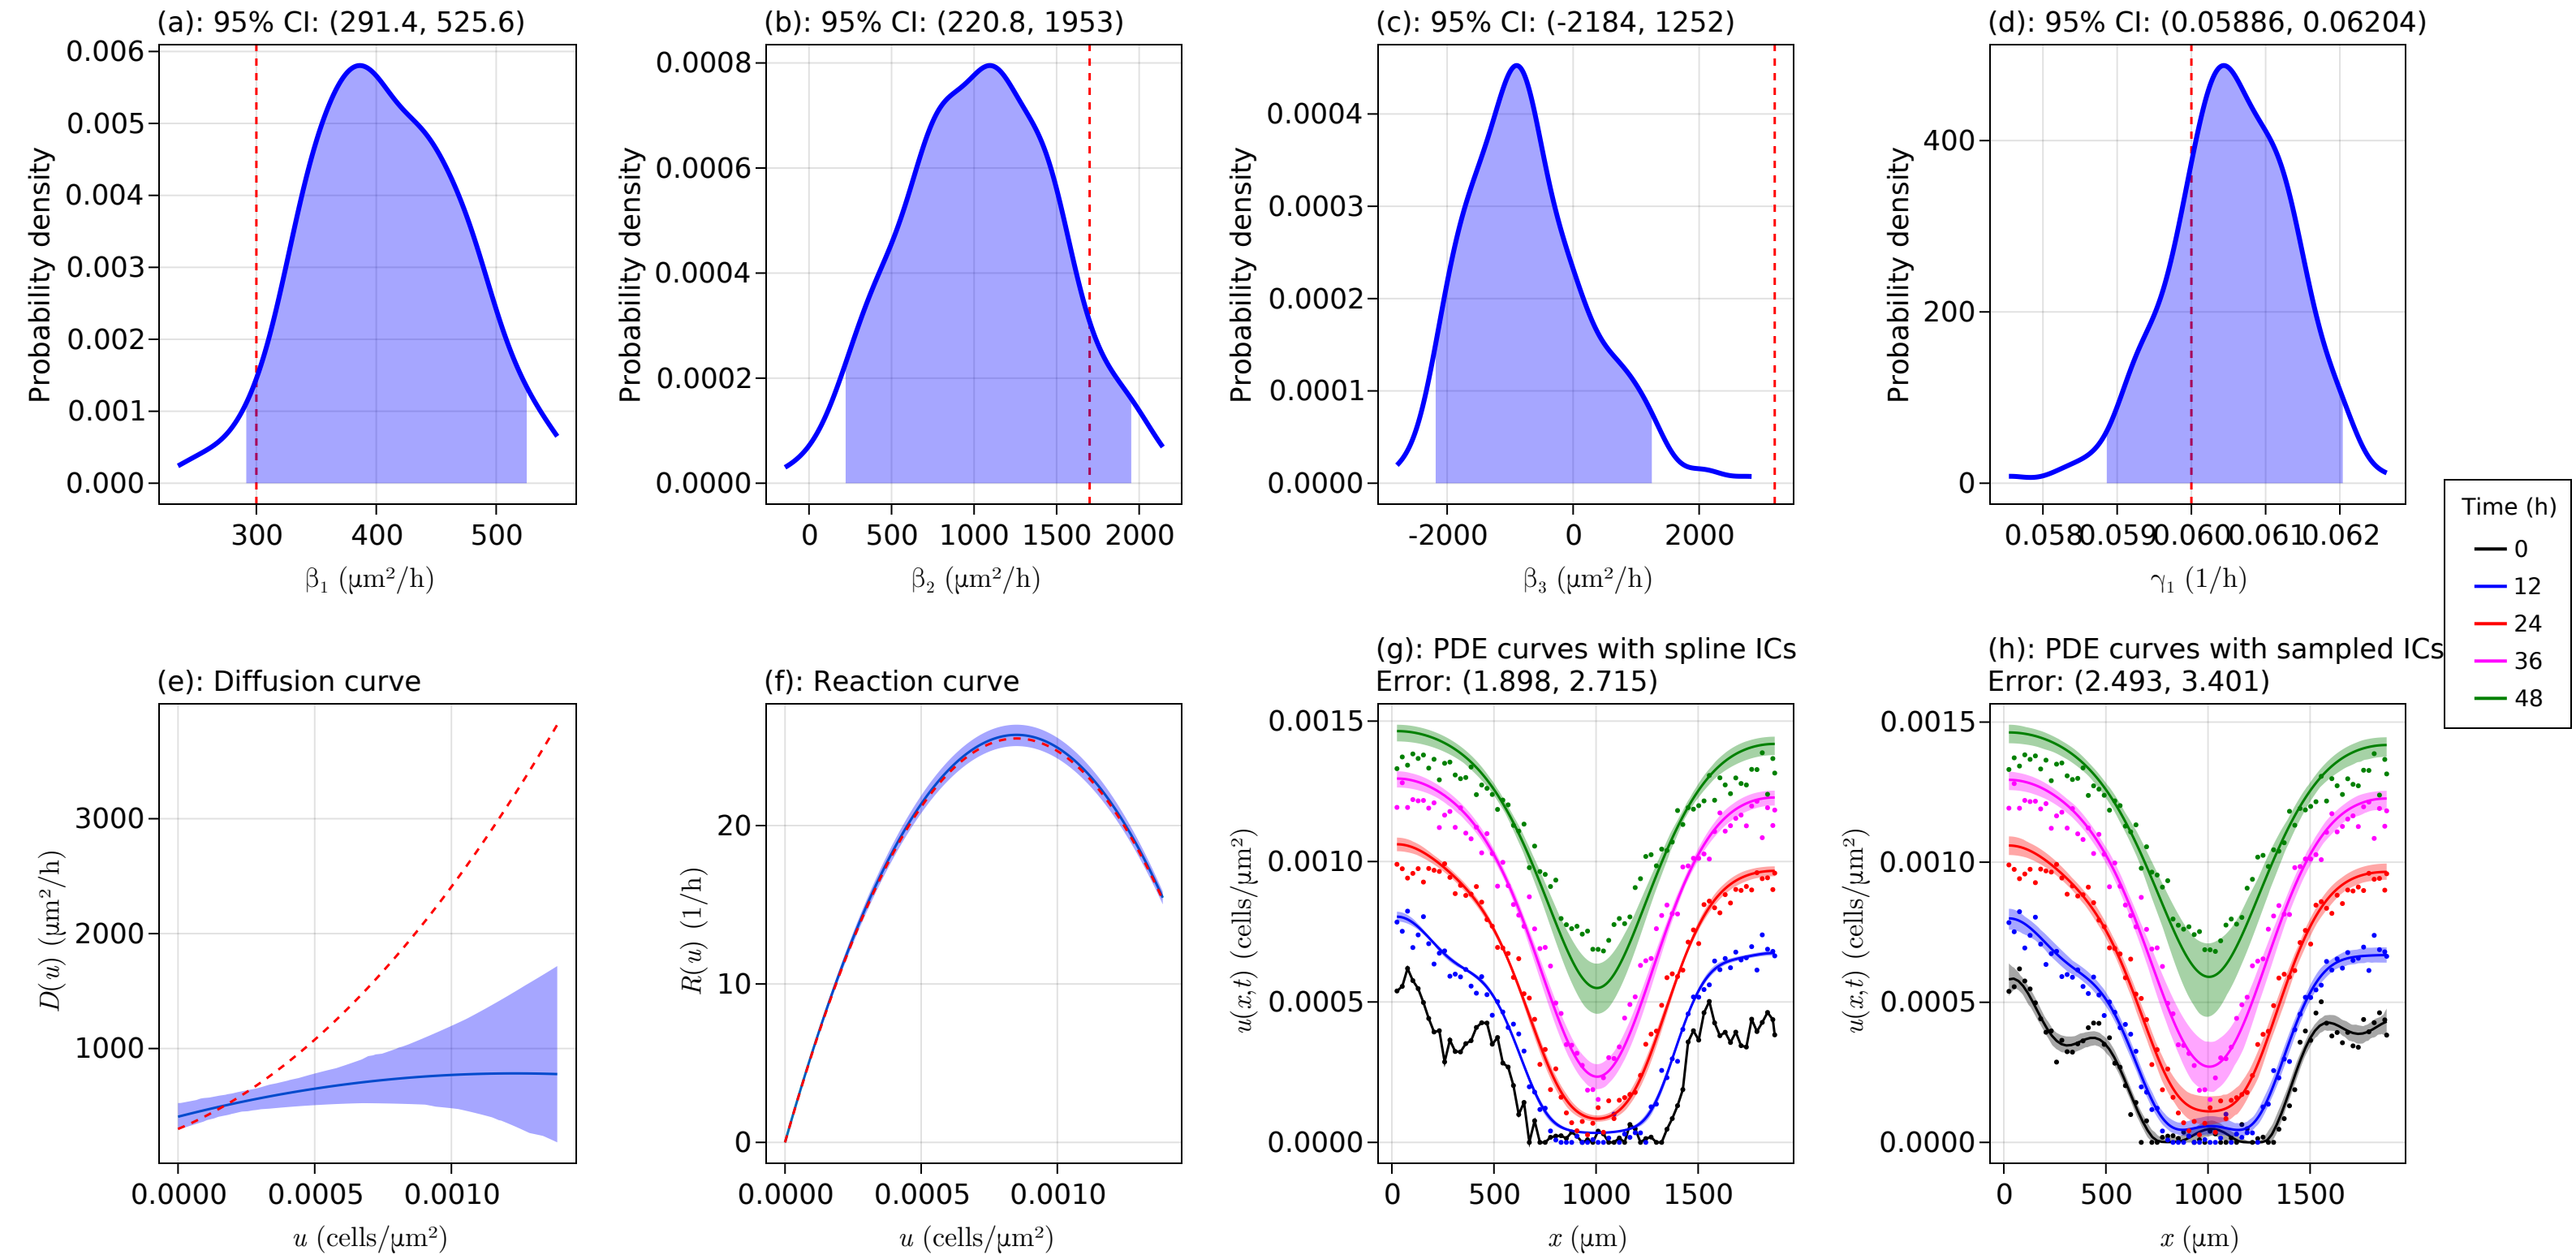 (a): 95% CI: (291.4, 525.6)
0.006
0.005
0.004
0.003
0.002
0.001
0.000
Probability density
300 400 500
β₁ (μm²/h)
(b): 95% CI: (220.8, 1953)
0.0008
0.0006
0.0004
0.0002
0.0000
Probability density
0 500 1000 1500 2000
β₂ (μm²/h)
(c): 95% CI: (-2184, 1252)
0.0004
0.0003
0.0002
0.0001
0.0000
Probability density
-2000 0 2000
β₃ (μm²/h)
(d): 95% CI: (0.05886, 0.06204)
400
200
0
Probability density
0.058 0.059 0.060 0.061 0.062
γ₁ (1/h)
Time (h)
0
12
24
36
48
(e): Diffusion curve
3000
2000
1000
D(u) (μm²/h)
0.0000 0.0005 0.0010
u (cells/μm²)
(f): Reaction curve
20
10
0
R(u) (1/h)
0.0000 0.0005 0.0010
u (cells/μm²)
(g): PDE curves with spline ICs
Error: (1.898, 2.715)
0.0015
0.0010
0.0005
0.0000
u(x,t) (cells/μm²)
0 500 1000 1500
x (μm)
(h): PDE curves with sampled ICs
Error: (2.493, 3.401)
0.0015
0.0010
0.0005
0.0000
u(x,t) (cells/μm²)
0 500 1000 1500
x (μm)